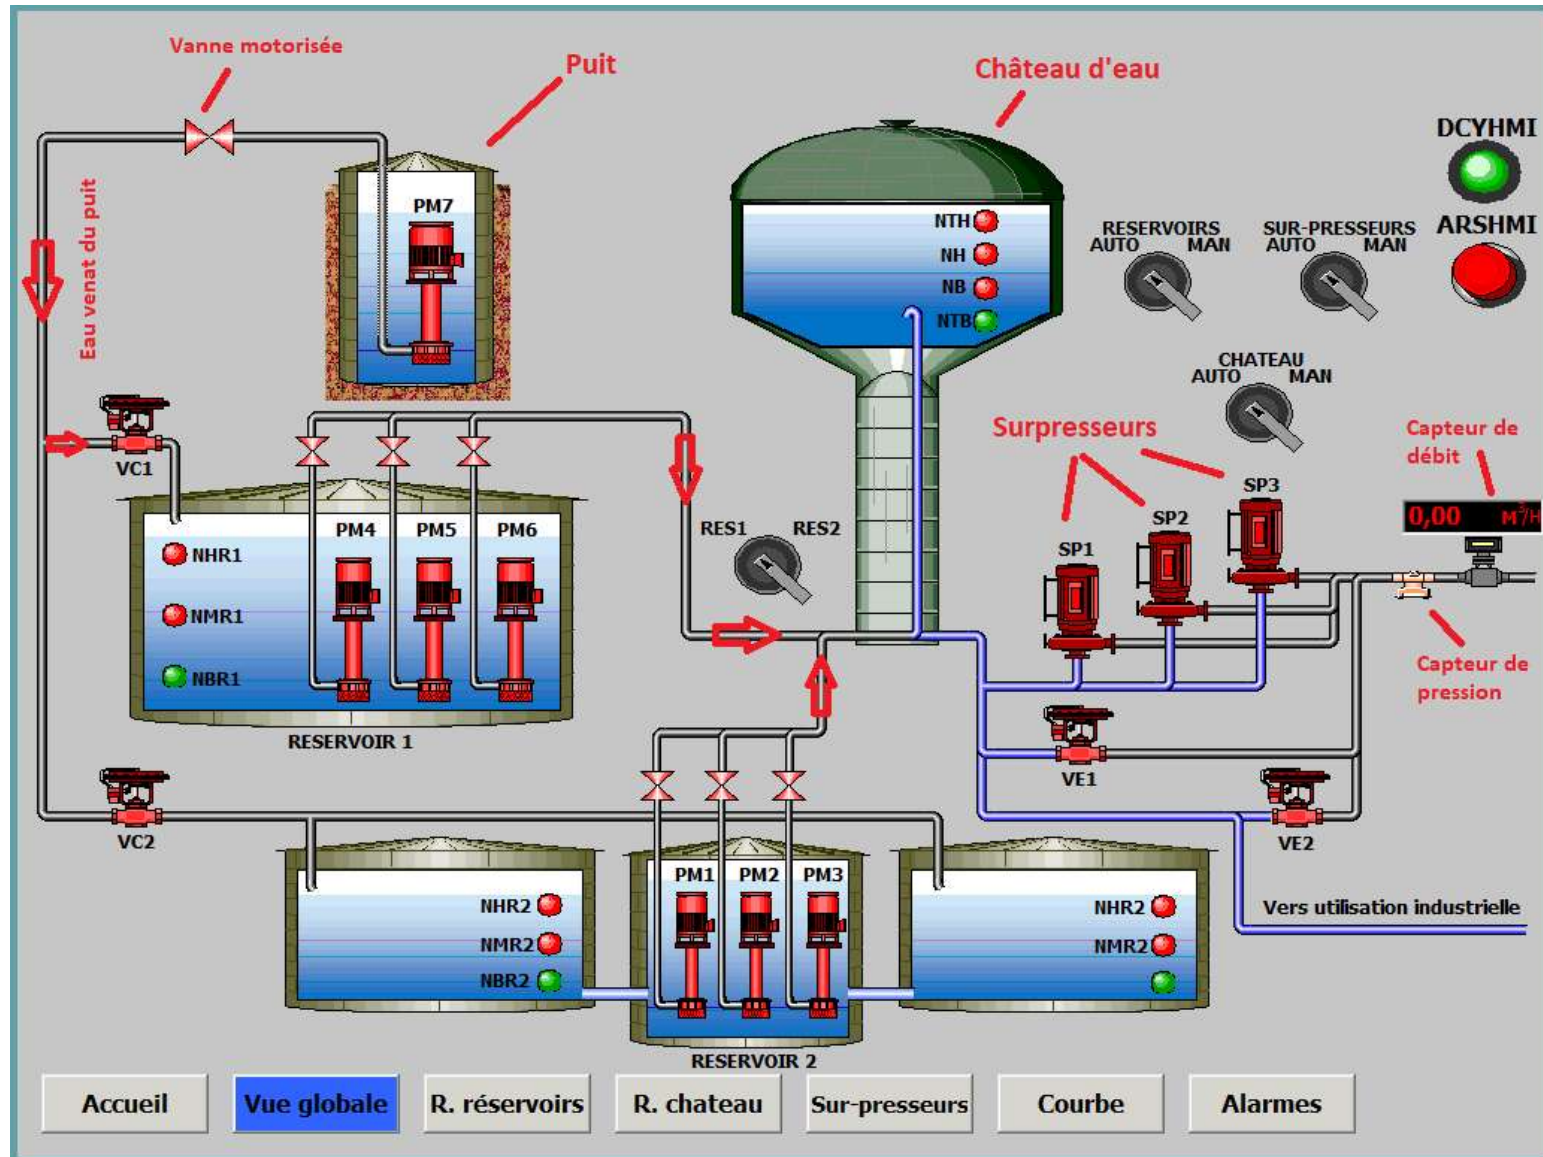 Vanne motorisée
Puit
Château d'eau
DCYHMI
Eau venat du puit
PM7
NTH
NH
NB
NTB
RESERVOIRS
AUTO MAN
SUR-PRESSEURS
AUTO MAN
ARSHMI
CHATEAU
AUTO MAN
VC1
Surpresseurs
Capteur de
débit
SP3
0,00 M³/H
PM4 PM5 PM6
RES1 RES2
SP2
SP1
NHR1
NMR1
NBR1
Capteur de
pression
RESERVOIR 1
VE1
VC2
VE2
PM1 PM2 PM3
NHR2
NMR2
NBR2
NHR2
NMR2
Vers utilisation industrielle
RESERVOIR 2
Accueil
Vue globale
R. réservoirs
R. chateau
Sur-presseurs
Courbe
Alarmes